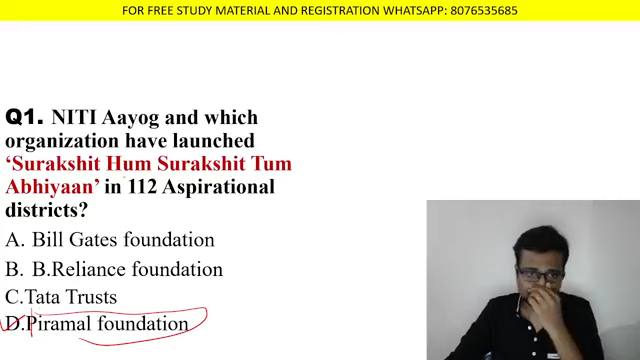 FOR FREE STUDY MATERIAL AND REGISTRATION WHATSAPP: 8076535685
Q1. NITI Aayog and which
organization have launched
‘Surakshit Hum Surakshit Tum
Abhiyaan’ in 112 Aspirational
districts?
A. Bill Gates foundation
B. B.Reliance foundation
C.Tata Trusts
D.Piramal foundation